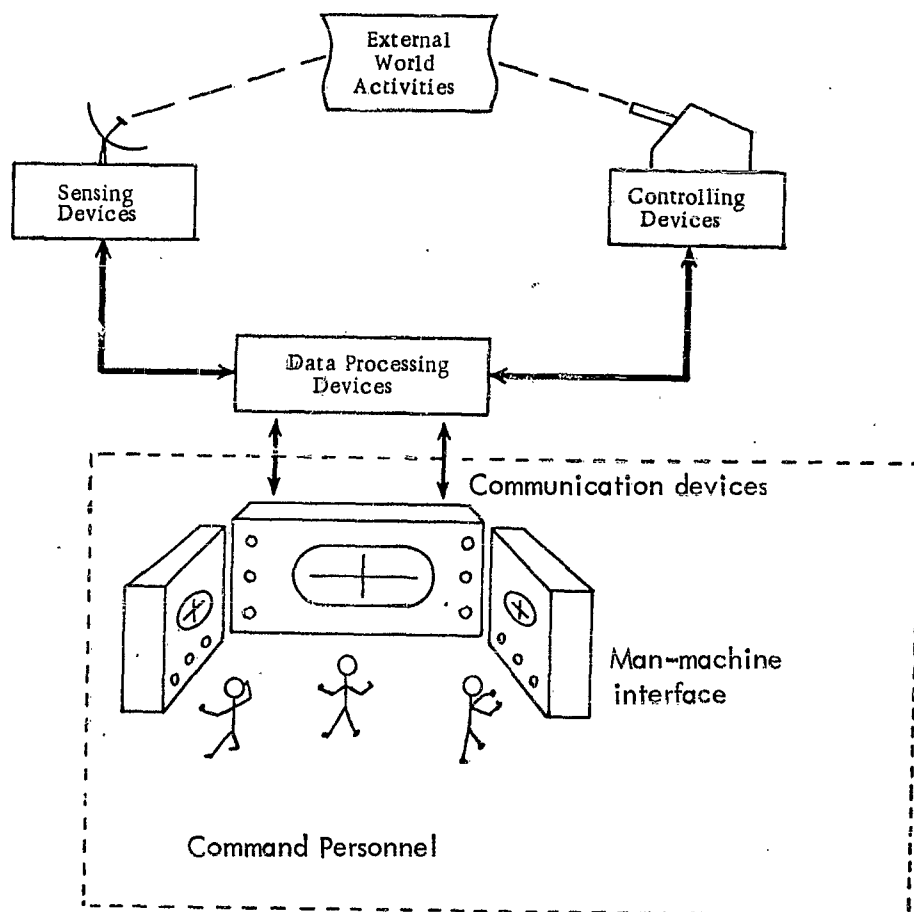 External
World
Activities
Sensing
Devices
Controlling
Devices
Data Processing
Devices
Communication devices
Man-machine
interface
Command Personnel